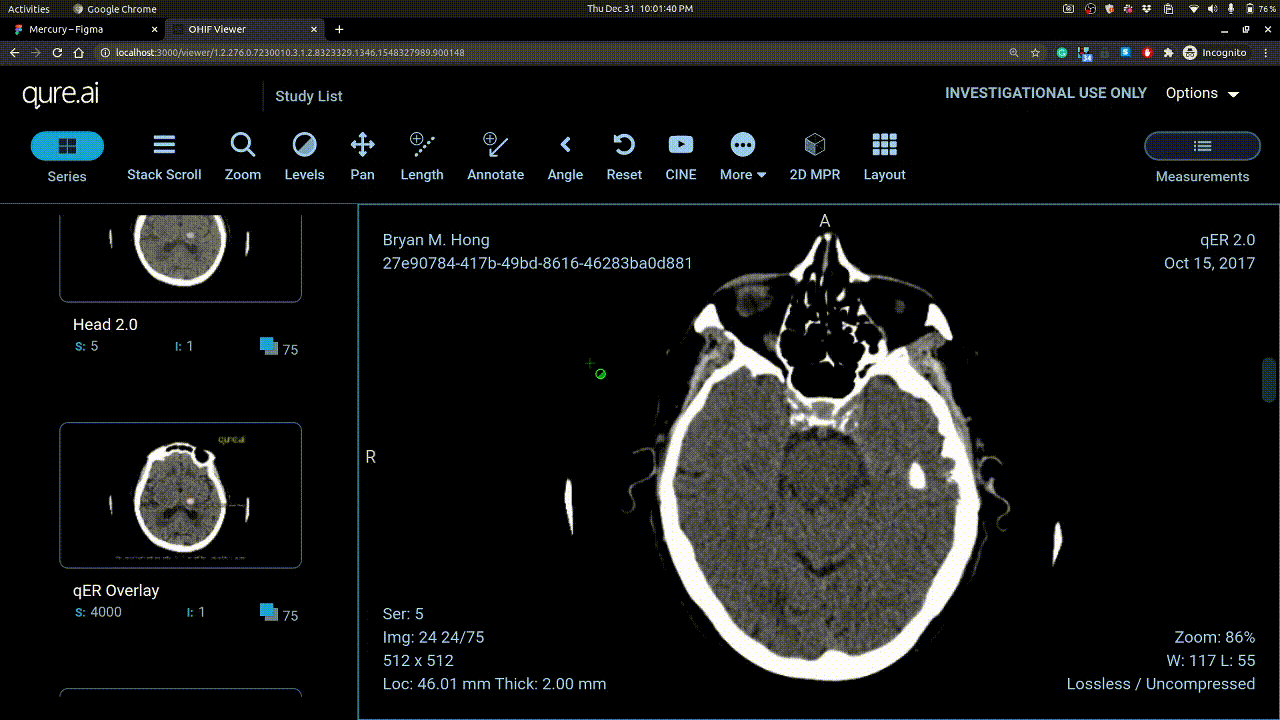 Activities
Google Chrome
Thu Dec 31 10:01:40 PM
76 %
Mercury – Figma
OHIF Viewer
localhost:3000/viewer/1.2.276.0.7230010.3.1.2.8323329.1346.1548327989.900148
34
Incognito
qure.ai
Study List
INVESTIGATIONAL USE ONLY
Options
Series
Stack Scroll
Zoom
Levels
Pan
Length
Annotate
Angle
Reset
CINE
More
2D MPR
Layout
Measurements
Head 2.0
S: 5
I: 1
75
qure.ai
qER Overlay
S: 4000
I: 1
75
A
Bryan M. Hong
27e90784-417b-49bd-8616-46283ba0d881
qER 2.0
Oct 15, 2017
R
Ser: 5
Img: 24 24/75
512 x 512
Loc: 46.01 mm Thick: 2.00 mm
Zoom: 86%
W: 117 L: 55
Lossless / Uncompressed